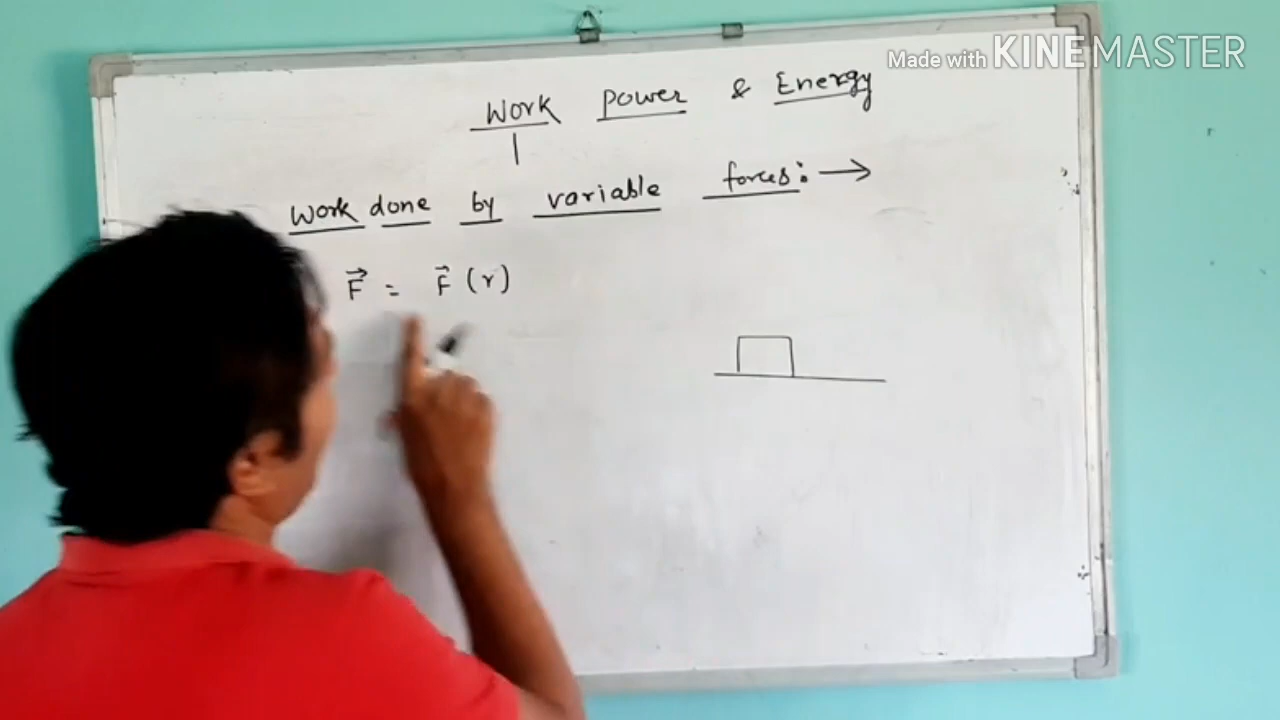 Made with KINEMASTER
Work Power & Energy
Work done by variable forces:→
F⃗ = F⃗ (r)